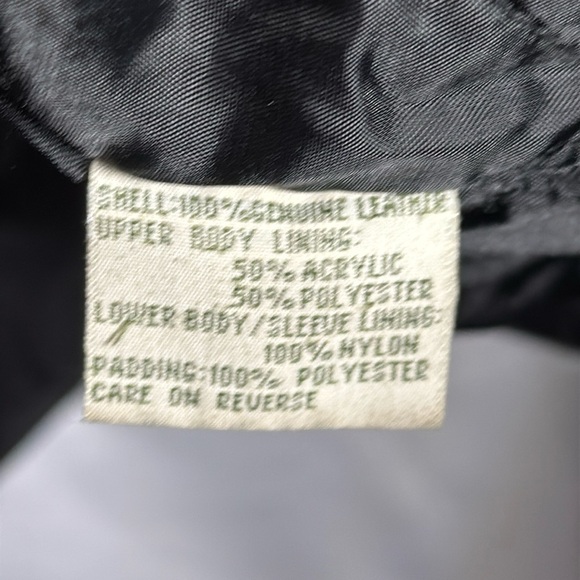 SHELL:100%GENUINE LEATHER
UPPER BODY LINING:
50% ACRYLIC
50% POLYESTER
LOWER BODY/SLEEVE LINING:
100% NYLON
PADDING:100% POLYESTER
CARE ON REVERSE